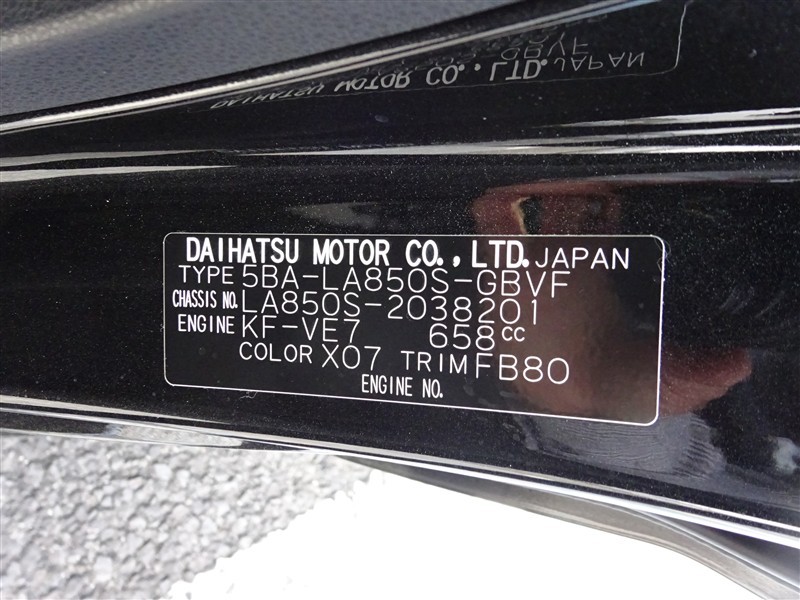 DAIHATSU MOTOR CO., LTD. JAPAN
TYPE 5BA-LA850S-GBVF
CHASSIS NO. LA850S-2038201
ENGINE KF-VE7 658CC
COLOR X07 TRIM FB80
ENGINE NO.